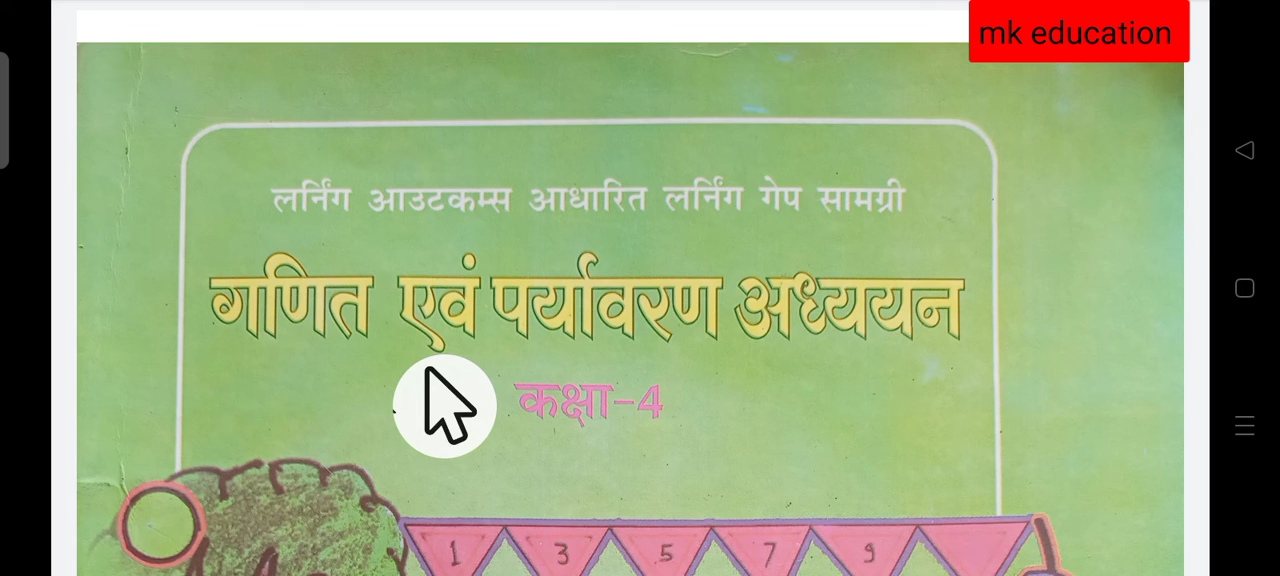 mk education
लर्निंग आउटकम्स आधारित लर्निंग गेप सामग्री
गणित एवं पर्यावरण अध्ययन
कक्षा-4
1 3 5 7 9